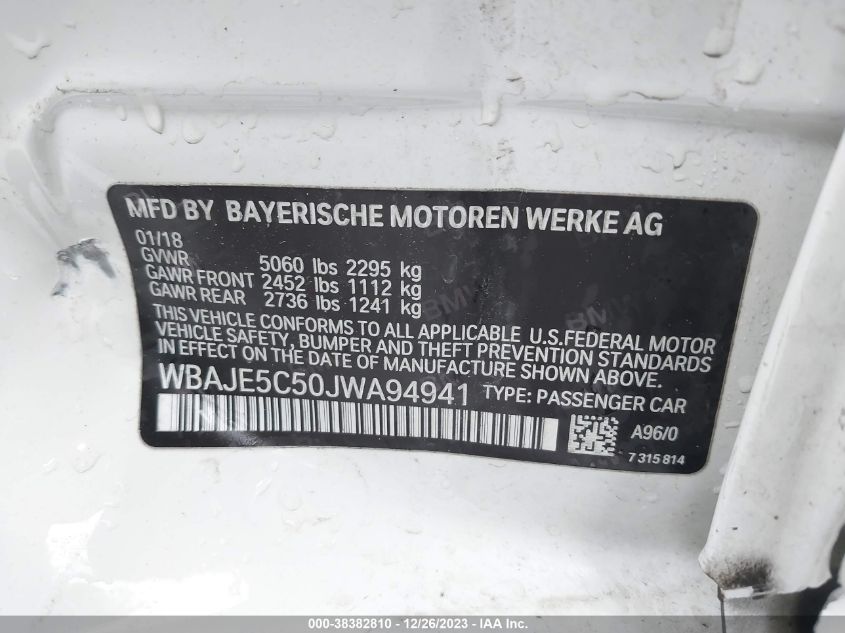 MFD BY BAYERISCHE MOTOREN WERKE AG
01/18
GVWR 5060 lbs 2295 kg
GAWR FRONT 2452 lbs 1112 kg
GAWR REAR 2736 lbs 1241 kg
THIS VEHICLE CONFORMS TO ALL APPLICABLE U.S.FEDERAL MOTOR
VEHICLE SAFETY, BUMPER AND THEFT PREVENTION STANDARDS
IN EFFECT ON THE DATE OF MANUFACTURE SHOWN ABOVE.
WBAJE5C50JWA94941 TYPE: PASSENGER CAR
A96/0
7 315 814
000-38382810 - 12/26/2023 - IAA Inc.